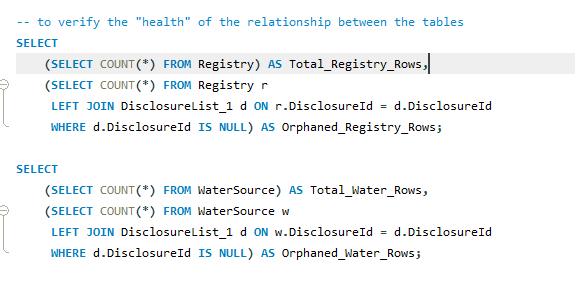 -- to verify the "health" of the relationship between the tables
SELECT
    (SELECT COUNT(*) FROM Registry) AS Total_Registry_Rows,
    (SELECT COUNT(*) FROM Registry r
     LEFT JOIN DisclosureList_1 d ON r.DisclosureId = d.DisclosureId
     WHERE d.DisclosureId IS NULL) AS Orphaned_Registry_Rows;

SELECT
    (SELECT COUNT(*) FROM WaterSource) AS Total_Water_Rows,
    (SELECT COUNT(*) FROM WaterSource w
     LEFT JOIN DisclosureList_1 d ON w.DisclosureId = d.DisclosureId
     WHERE d.DisclosureId IS NULL) AS Orphaned_Water_Rows;